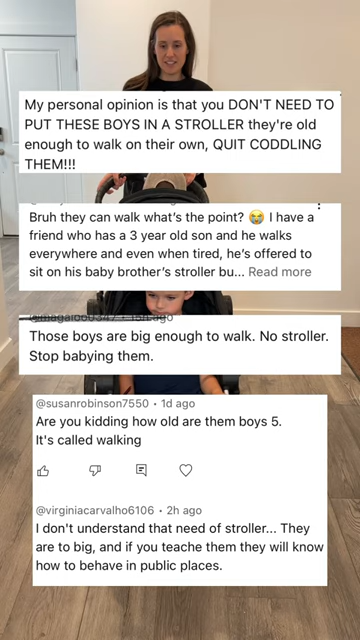 My personal opinion is that you DON'T NEED TO
PUT THESE BOYS IN A STROLLER they're old
enough to walk on their own, QUIT CODDLING
THEM!!!
Bruh they can walk what's the point? 😭 I have a
friend who has a 3 year old son and he walks
everywhere and even when tired, he's offered to
sit on his baby brother's stroller bu... Read more
Those boys are big enough to walk. No stroller.
Stop babying them.
@susanrobinson7550 • 1d ago
Are you kidding how old are them boys 5.
It's called walking
@virginiacarvalho6106 • 2h ago
I don't understand that need of stroller... They
are to big, and if you teache them they will know
how to behave in public places.